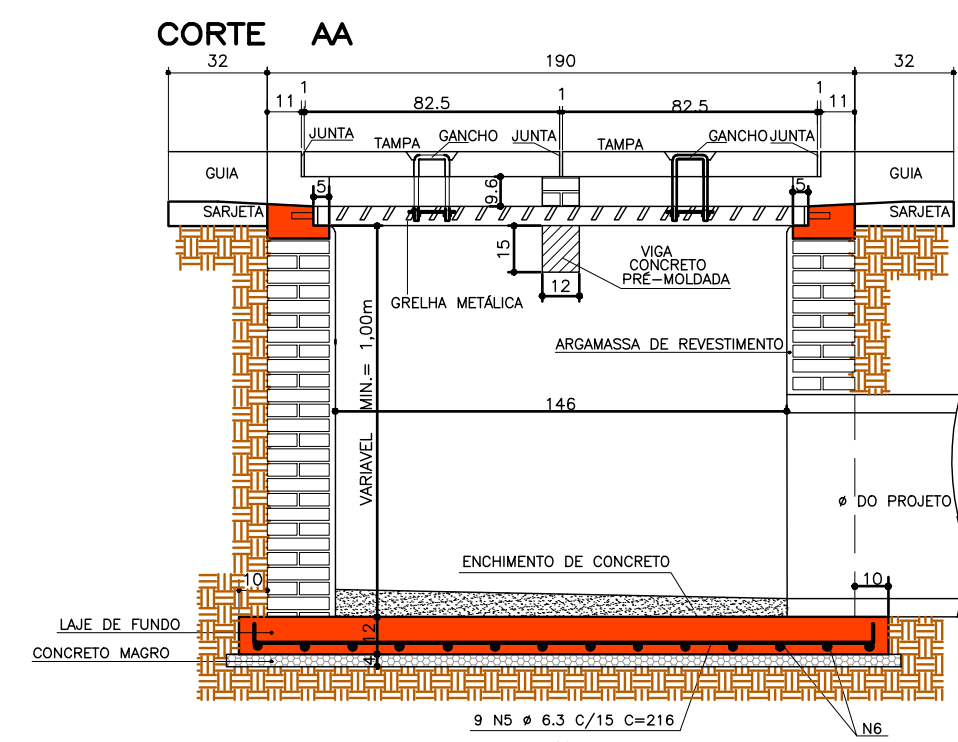 CORTE AA
32
190
32
1
1
1
11
82.5
82.5
11
JUNTA
TAMPA
GANCHO
JUNTA
TAMPA
GANCHO
JUNTA
GUIA
GUIA
5
9.6
5
SARJETA
SARJETA
15
VIGA
CONCRETO
PRÉ-MOLDADA
12
GRELHA METÁLICA
ARGAMASSA DE REVESTIMENTO
VARIAVEL MIN.= 1,00m
146
ø DO PROJETO
ENCHIMENTO DE CONCRETO
10
10
LAJE DE FUNDO
12
CONCRETO MAGRO
4
9 N5 ø 6.3 C/15 C=216
N6